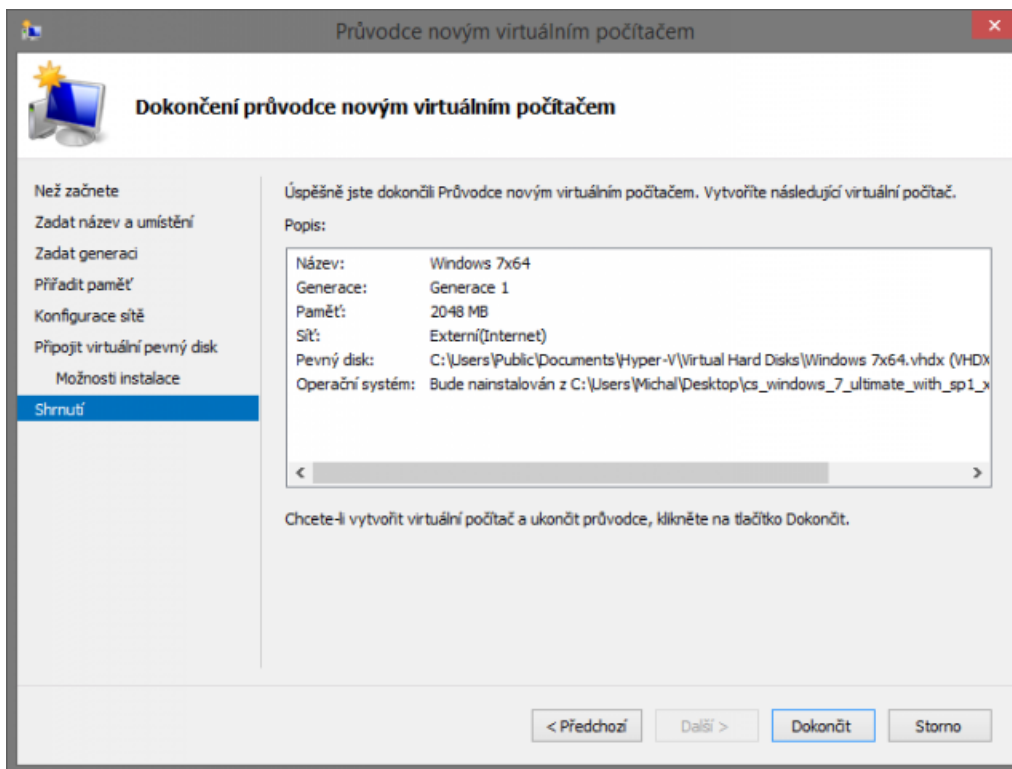 Průvodce novým virtuálním počítačem
Dokončení průvodce novým virtuálním počítačem
Než začnete
Zadat název a umístění
Zadat generaci
Přiřadit paměť
Konfigurace sítě
Připojit virtuální pevný disk
Možnosti instalace
Shrnutí
Úspěšně jste dokončili Průvodce novým virtuálním počítačem. Vytvoříte následující virtuální počítač.
Popis:
Název: Windows 7x64
Generace: Generace 1
Paměť: 2048 MB
Síť: Externí(Internet)
Pevný disk: C:\Users\Public\Documents\Hyper-V\Virtual Hard Disks\Windows 7x64.vhdx (VHDX
Operační systém: Bude nainstalován z C:\Users\Michal\Desktop\cs_windows_7_ultimate_with_sp1_x
Chcete-li vytvořit virtuální počítač a ukončit průvodce, klikněte na tlačítko Dokončit.
< Předchozí
Další >
Dokončit
Storno